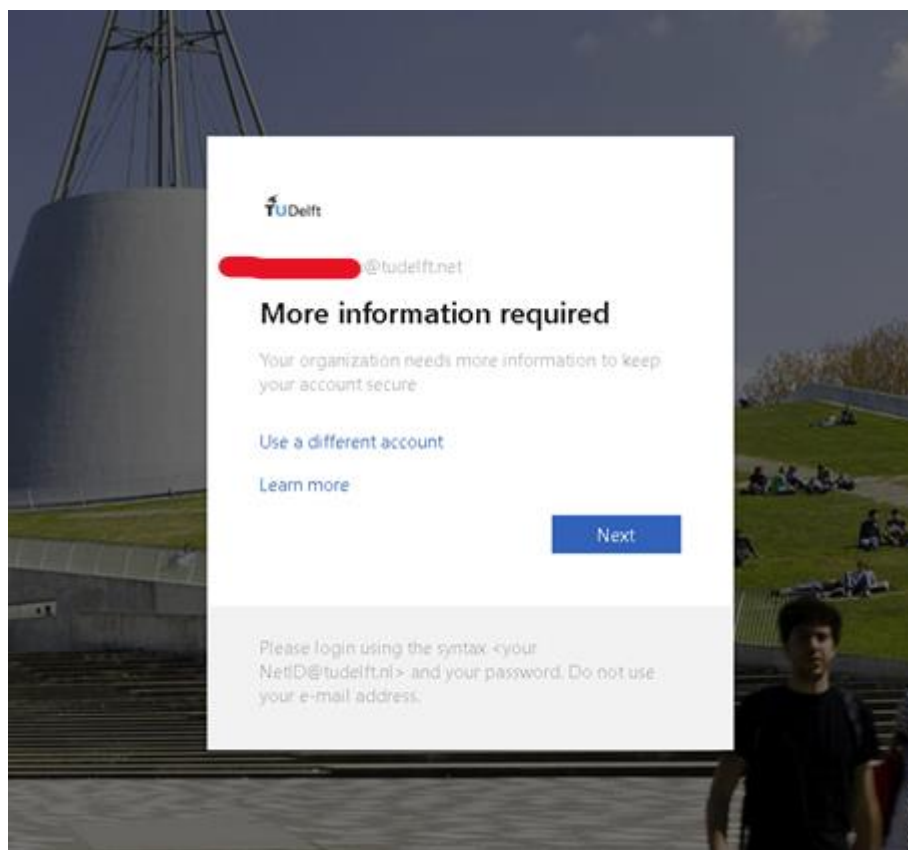 TUDelft
@tudelft.net
More information required
Your organization needs more information to keep
your account secure
Use a different account
Learn more
Next
Please login using the syntax <your
NetID@tudelft.nl> and your password. Do not use
your e-mail address.